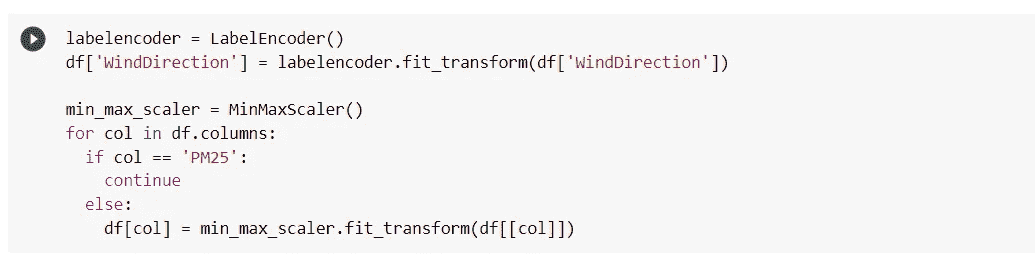 labelencoder = LabelEncoder()
df['WindDirection'] = labelencoder.fit_transform(df['WindDirection'])
min_max_scaler = MinMaxScaler()
for col in df.columns:
  if col == 'PM25':
    continue
  else:
    df[col] = min_max_scaler.fit_transform(df[[col]])